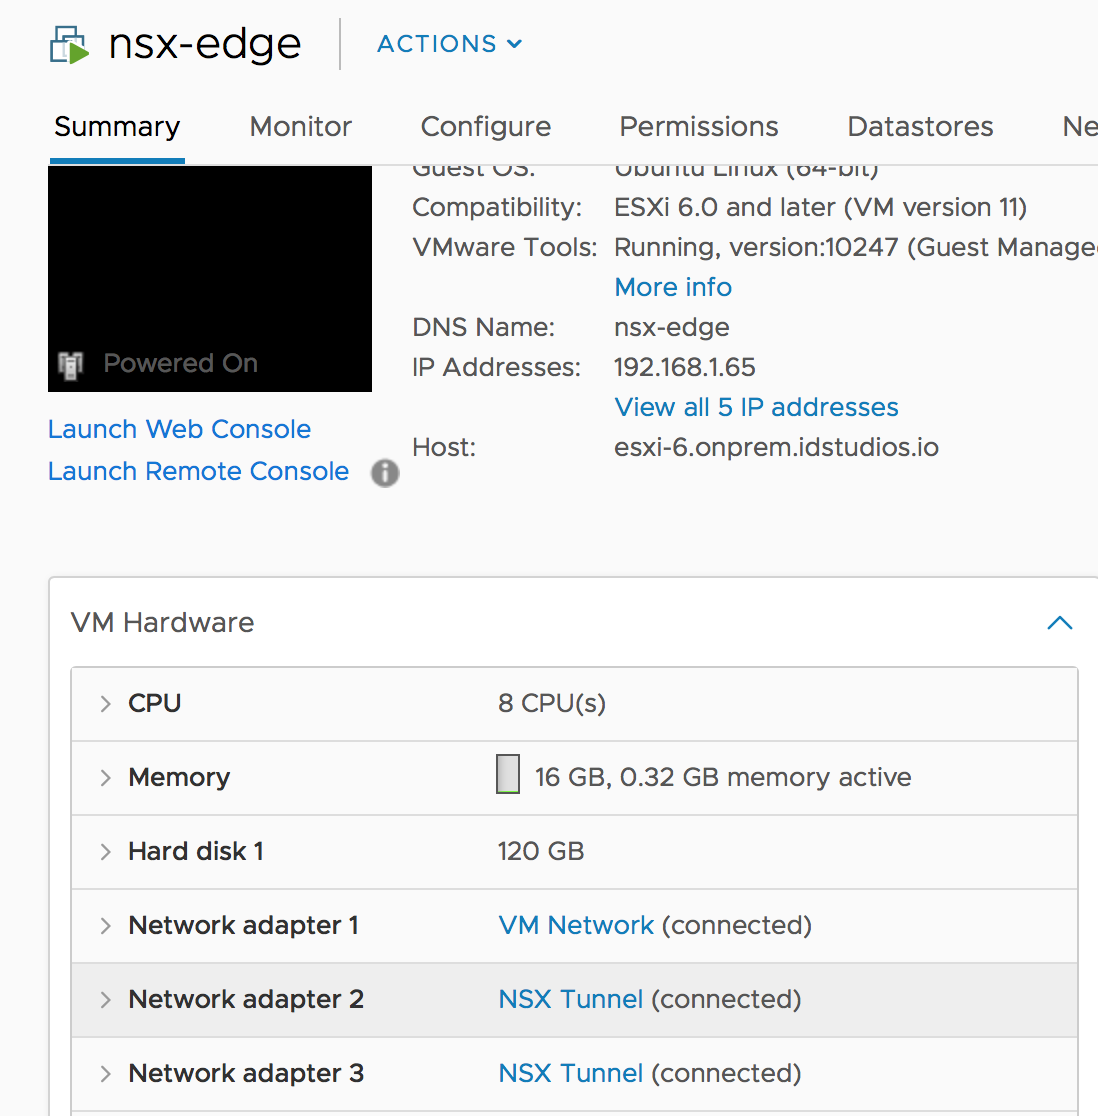 nsx-edge
ACTIONS
Summary Monitor Configure Permissions Datastores Ne
Guest OS: Ubuntu Linux (64-bit)
Compatibility: ESXi 6.0 and later (VM version 11)
VMware Tools: Running, version:10247 (Guest Manage
More info
DNS Name: nsx-edge
Powered On
IP Addresses: 192.168.1.65
View all 5 IP addresses
Launch Web Console
Host: esxi-6.onprem.idstudios.io
Launch Remote Console
VM Hardware
CPU 8 CPU(s)
Memory 16 GB, 0.32 GB memory active
Hard disk 1 120 GB
Network adapter 1 VM Network (connected)
Network adapter 2 NSX Tunnel (connected)
Network adapter 3 NSX Tunnel (connected)